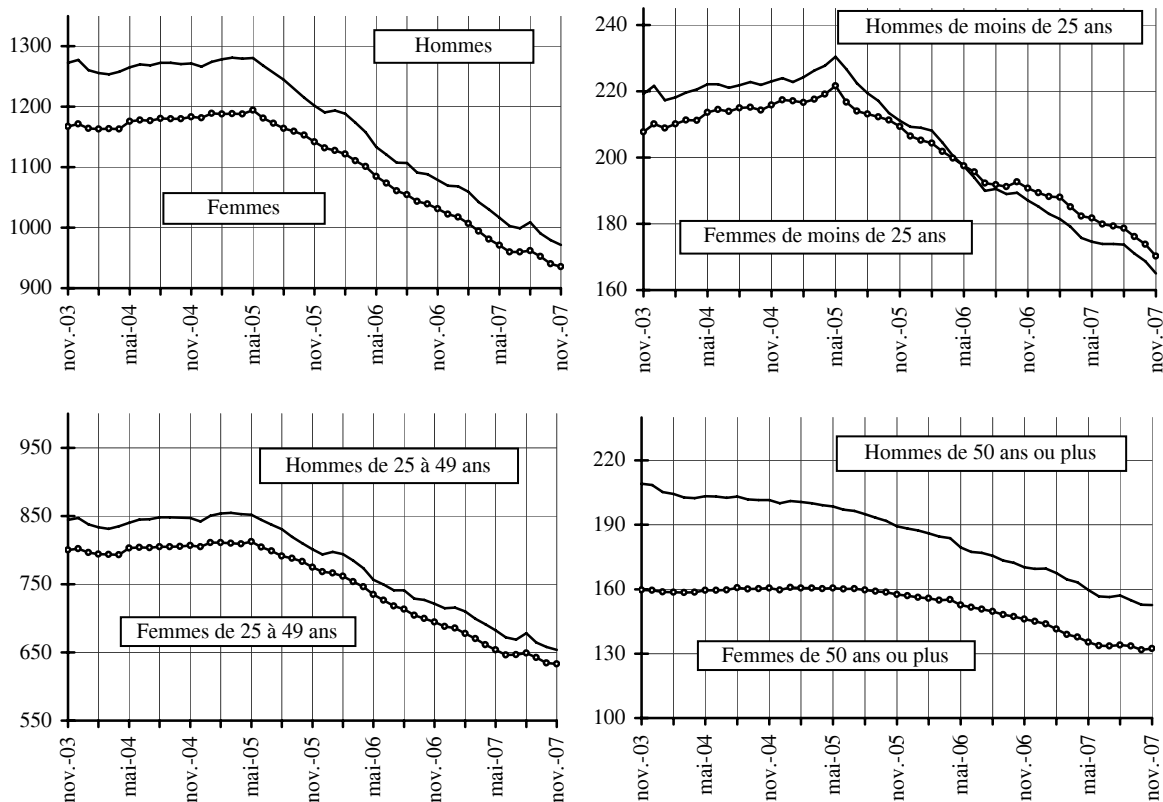 1300
1200
1100
1000
900
Hommes
Femmes
nov.-03
mai-04
nov.-04
mai-05
nov.-05
mai-06
nov.-06
mai-07
nov.-07
240
220
200
180
160
Hommes de moins de 25 ans
Femmes de moins de 25 ans
nov.-03
mai-04
nov.-04
mai-05
nov.-05
mai-06
nov.-06
mai-07
nov.-07
950
850
750
650
550
Hommes de 25 à 49 ans
Femmes de 25 à 49 ans
nov.-03
mai-04
nov.-04
mai-05
nov.-05
mai-06
nov.-06
mai-07
nov.-07
220
190
160
130
100
Hommes de 50 ans ou plus
Femmes de 50 ans ou plus
nov.-03
mai-04
nov.-04
mai-05
nov.-05
mai-06
nov.-06
mai-07
nov.-07